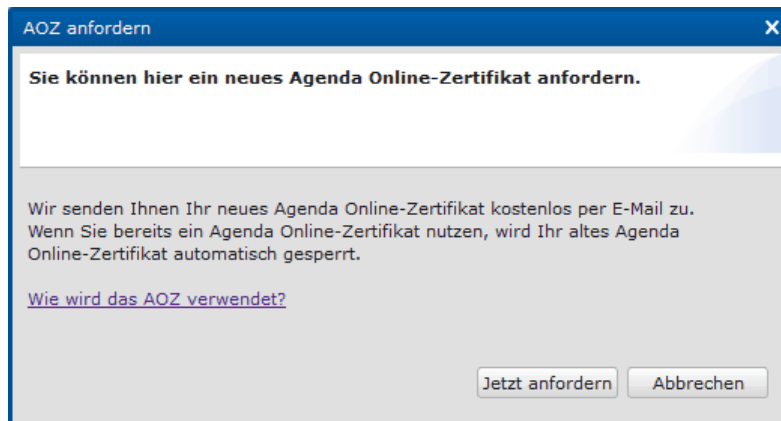 AOZ anfordern
Sie können hier ein neues Agenda Online-Zertifikat anfordern.
Wir senden Ihnen Ihr neues Agenda Online-Zertifikat kostenlos per E-Mail zu.
Wenn Sie bereits ein Agenda Online-Zertifikat nutzen, wird Ihr altes Agenda
Online-Zertifikat automatisch gesperrt.
Wie wird das AOZ verwendet?
Jetzt anfordern Abbrechen